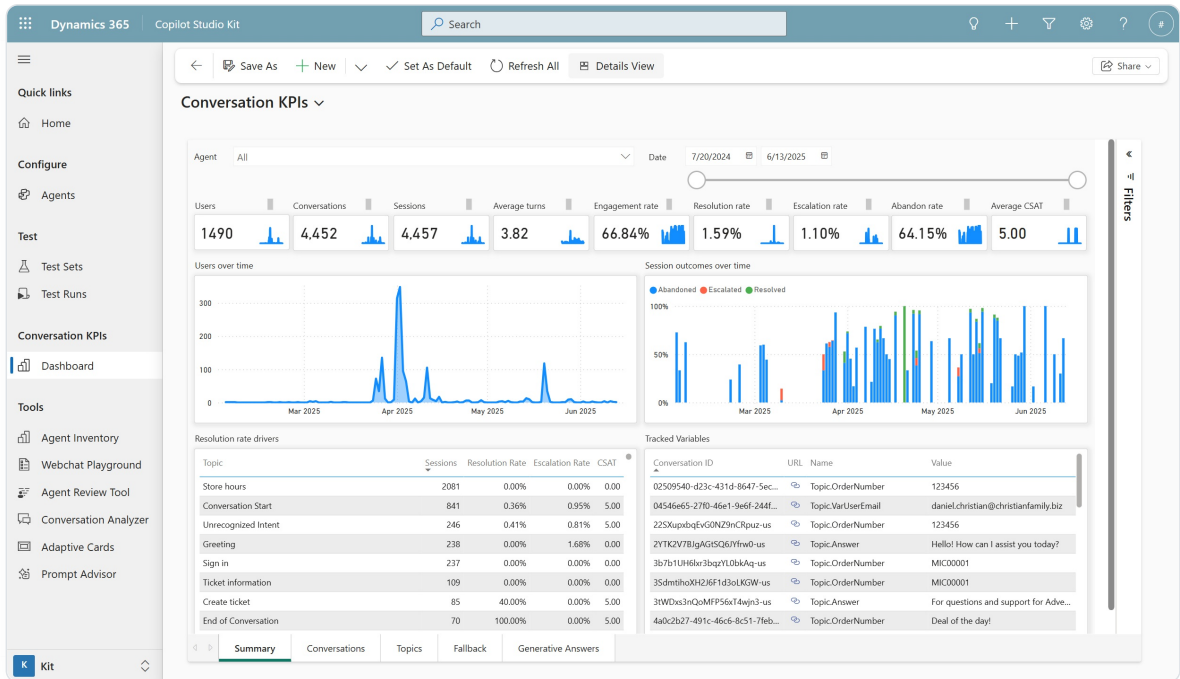 Dynamics 365 Copilot Studio Kit Search #
Save As New Set As Default Refresh All Details View Share
Conversation KPIs
Quick links
Home
Configure
Agents
Test
Test Sets
Test Runs
Conversation KPIs
Dashboard
Tools
Agent Inventory
Webchat Playground
Agent Review Tool
Conversation Analyzer
Adaptive Cards
Prompt Advisor
K Kit
Agent All Date 7/20/2024 6/13/2025
Filters
Users Conversations Sessions Average turns Engagement rate Resolution rate Escalation rate Abandon rate Average CSAT
1490 4,452 4,457 3.82 66.84% 1.59% 1.10% 64.15% 5.00
Users over time
300
200
100
0
Mar 2025 Apr 2025 May 2025 Jun 2025
Session outcomes over time
Abandoned Escalated Resolved
100%
50%
0%
Mar 2025 Apr 2025 May 2025 Jun 2025
Resolution rate drivers
Topic Sessions Resolution Rate Escalation Rate CSAT
Store hours 2081 0.00% 0.00% 0.00
Conversation Start 841 0.36% 0.95% 5.00
Unrecognized Intent 246 0.41% 0.81% 5.00
Greeting 238 0.00% 1.68% 0.00
Sign in 237 0.00% 0.00% 0.00
Ticket information 109 0.00% 0.00% 0.00
Create ticket 85 40.00% 0.00% 5.00
End of Conversation 70 100.00% 0.00% 5.00
Tracked Variables
Conversation ID URL Name Value
02509540-d23c-431d-8647-5ec... Topic.OrderNumber 123456
04546e65-27f0-46e1-9e6f-244f... Topic.VarUserEmail daniel.christian@christianfamily.biz
22SXupxbqEvG0NZ9nCRpuz-us Topic.OrderNumber 123456
2YTK2V7BJgAGtSQ6JYfrw0-us Topic.Answer Hello! How can I assist you today?
3b7b1UH6lxr3bqzYL0bkAq-us Topic.OrderNumber MIC00001
3SdmtihoXH2J6F1d3oLKGW-us Topic.OrderNumber MIC00001
3tWDxs3nQoMFP56xT4wjn3-us Topic.Answer For questions and support for Adve...
4a0c2b27-491c-46c6-8c51-7feb... Topic.OrderNumber Deal of the day!
Summary Conversations Topics Fallback Generative Answers